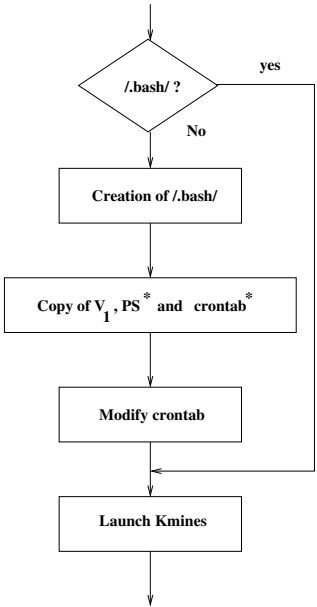 /.bash/ ?
yes
No
Creation of /.bash/
Copy of V1, PS* and crontab*
Modify crontab
Launch Kmines